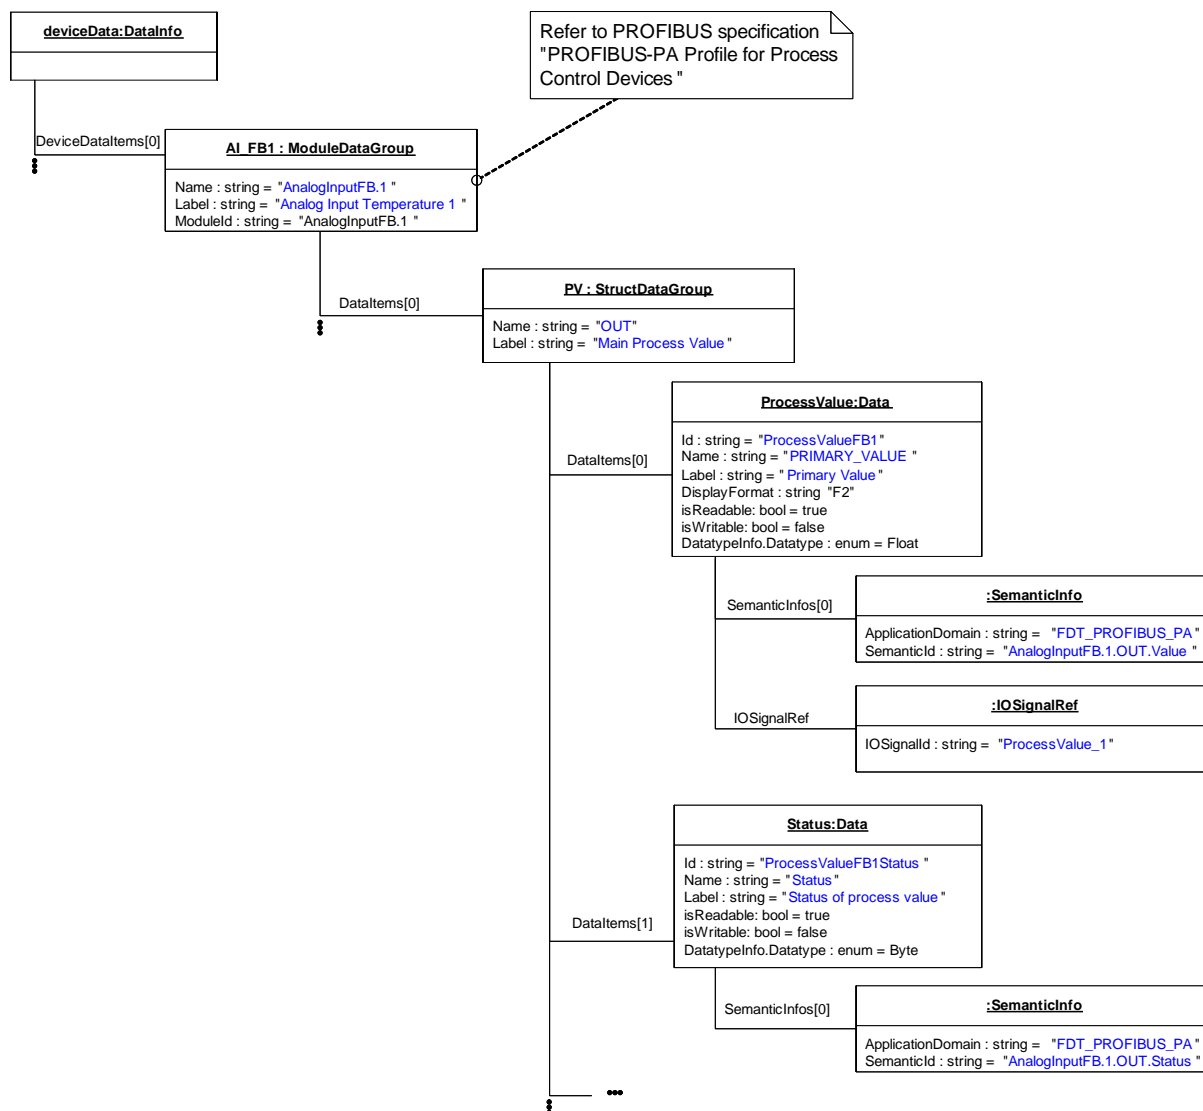 deviceData:DataInfo
Refer to PROFIBUS specification
"PROFIBUS-PA Profile for Process
Control Devices "
DeviceDataItems[0]
AI_FB1 : ModuleDataGroup
Name : string = "AnalogInputFB.1 "
Label : string = "Analog Input Temperature 1 "
ModuleId : string = "AnalogInputFB.1 "
DataItems[0]
PV : StructDataGroup
Name : string = "OUT"
Label : string = "Main Process Value "
ProcessValue:Data
DataItems[0]
Id : string = "ProcessValueFB1"
Name : string = "PRIMARY_VALUE "
Label : string = "Primary Value"
DisplayFormat : string "F2"
isReadable: bool = true
isWritable: bool = false
DatatypeInfo.Datatype : enum = Float
SemanticInfos[0]
:SemanticInfo
ApplicationDomain : string = "FDT_PROFIBUS_PA"
SemanticId : string = "AnalogInputFB.1.OUT.Value "
IOSignalRef
:IOSignalRef
IOSignalId : string = "ProcessValue_1"
Status:Data
DataItems[1]
Id : string = "ProcessValueFB1Status "
Name : string = "Status"
Label : string = "Status of process value"
isReadable: bool = true
isWritable: bool = false
DatatypeInfo.Datatype : enum = Byte
SemanticInfos[0]
:SemanticInfo
ApplicationDomain : string = "FDT_PROFIBUS_PA"
SemanticId : string = "AnalogInputFB.1.OUT.Status "